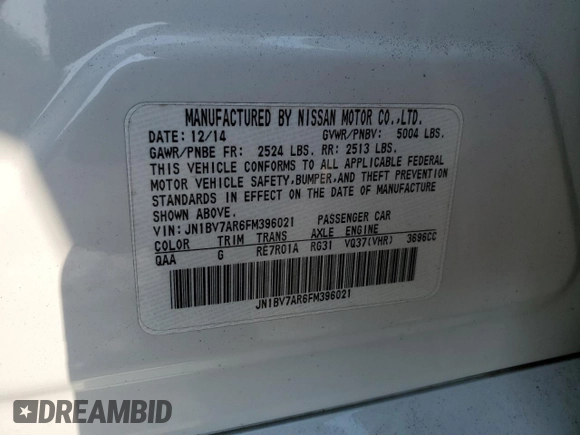 MANUFACTURED BY NISSAN MOTOR CO.,LTD.
DATE: 12/14 GVWR/PNBV: 5004 LBS.
GAWR/PNBE FR: 2524 LBS. RR: 2513 LBS.
THIS VEHICLE CONFORMS TO ALL APPLICABLE FEDERAL
MOTOR VEHICLE SAFETY,BUMPER,AND THEFT PREVENTION
STANDARDS IN EFFECT ON THE DATE OF MANUFACTURE
SHOWN ABOVE.
VIN: JN1BV7AR6FM396021 PASSENGER CAR
COLOR TRIM TRANS AXLE ENGINE
QAA G RE7R01A RG31 VQ37(VHR) 3696CC
JN1BV7AR6FM396021
DREAMBID